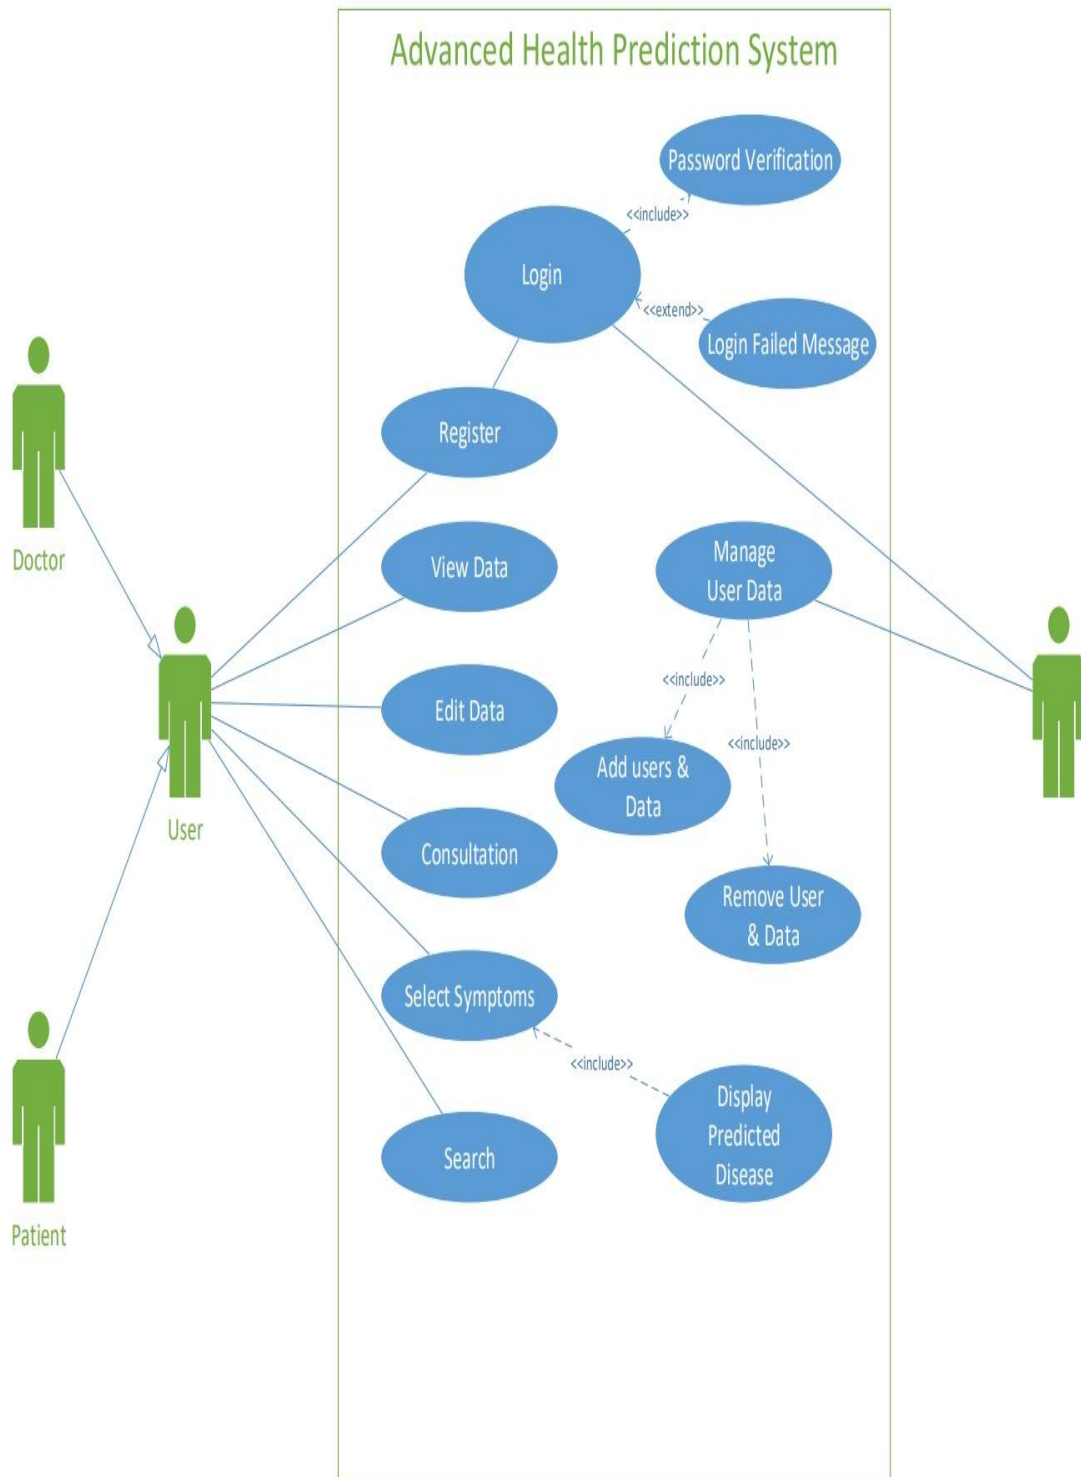 Advanced Health Prediction System
Password Verification
<<include>>
Login
<<extend>>
Login Failed Message
Register
Doctor
View Data
Manage
User Data
<<include>>
Edit Data
<<include>>
Add users &
Data
User
Consultation
Remove User
& Data
Select Symptoms
<<include>>
Display
Predicted
Disease
Search
Patient